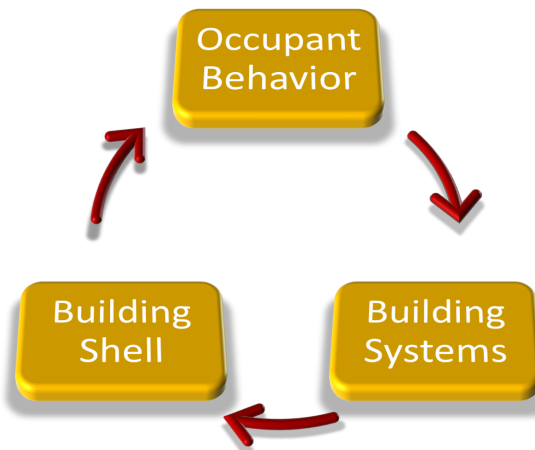 Occupant
Behavior
Building
Shell
Building
Systems